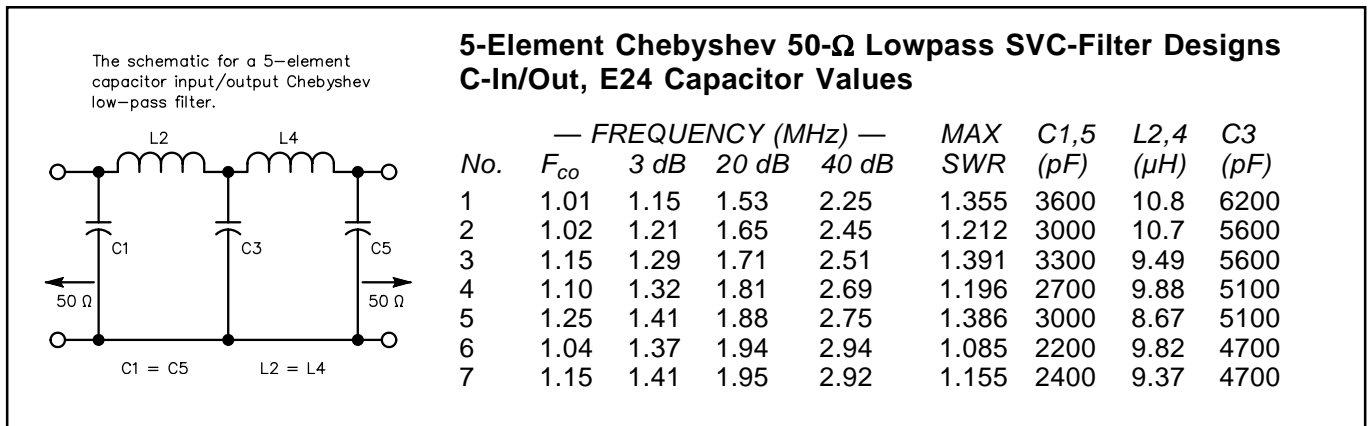 The schematic for a 5-element
capacitor input/output Chebyshev
low-pass filter.
L2 L4
C1 C3 C5
50 Ω 50 Ω
C1 = C5 L2 = L4
5-Element Chebyshev 50-Ω Lowpass SVC-Filter Designs
C-In/Out, E24 Capacitor Values
— FREQUENCY (MHz) — MAX C1,5 L2,4 C3
No. Fco 3 dB 20 dB 40 dB SWR (pF) (µH) (pF)
1 1.01 1.15 1.53 2.25 1.355 3600 10.8 6200
2 1.02 1.21 1.65 2.45 1.212 3000 10.7 5600
3 1.15 1.29 1.71 2.51 1.391 3300 9.49 5600
4 1.10 1.32 1.81 2.69 1.196 2700 9.88 5100
5 1.25 1.41 1.88 2.75 1.386 3000 8.67 5100
6 1.04 1.37 1.94 2.94 1.085 2200 9.82 4700
7 1.15 1.41 1.95 2.92 1.155 2400 9.37 4700